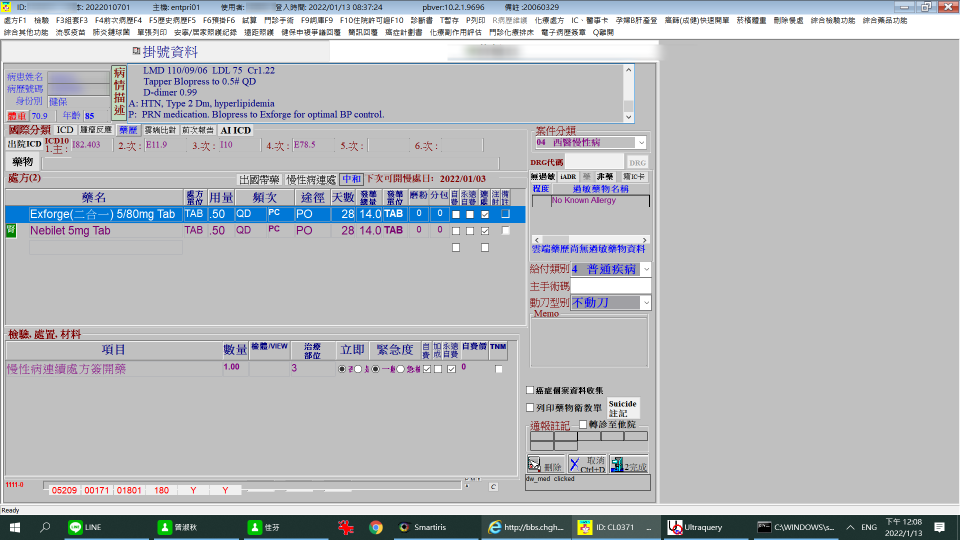 ID: CL0371
本: 2022010701
主機: entpri01
使用者:
登入時間: 2022/01/13 08:37:24
pbver:10.2.1.9696
備註 :20060329
處方F1 檢驗 F3組套F3 F4前次病歷F4 F5歷史病歷F5 F6預掛F6 試算 門診手術 F9詞庫F9 F10住院許可證F10 診斷書 T暫存 P列印 R病歷總攬 化療處方 IC、醫事卡 孕婦B肝產登 癌篩(成健)快速開單 菸檳體重 刪除餐處 綜合檢驗功能 綜合藥品功能
綜合其他功能 流感疫苗 肺炎鏈球菌 單張列印 安寧/居家照護紀錄 遠距照護 健保申被爭議回覆 簡訊回覆 癌症計劃書 化療副作用評估 門診化療排床 電子病歷簽章 Q離開
掛號資料
病患姓名
病歷號碼
身份別 健保
體重 70.9 年齡 85
病情描述
LMD 110/09/06 LDL 75 Cr1.22
Tapper Blopress to 0.5# QD
D-dimer 0.99
A: HTN, Type 2 Dm, hyperlipidemia
P: PRN medication. Blopress to Exforge for optimal BP control.
國際分類 ICD 腫瘤反應 藥歷 雲端比對 前次報告 AI ICD
出院ICD ICD10 1.主: I82.403 2.次: E11.9 3.次: I10 4.次: E78.5 5.次: 6.次:
藥物
案件分類
04 西醫慢性病
DRG代碼 DRG
無過敏 iADR 藥 非藥 寫IC卡
程度 過敏藥物名稱
No Known Allergy
雲端藥歷尚無過敏藥物資料
處方(2) 出國帶藥 慢性病連處 中和 下次可開慢處日: 2022/01/03
藥名 處方單位 用量 頻次 途徑 天數 發藥總量 發藥單位 磨粉 分包 自費 永遠自費 連處 注射 備註
Exforge(二合一) 5/80mg Tab TAB .50 QD PC PO 28 14.0 TAB 0 0
腎 Nebilet 5mg Tab TAB .50 QD PC PO 28 14.0 TAB 0 0
給付類別 4 普通疾病
主手術碼
動刀型別 不動刀
Memo
檢驗, 處置, 材料
項目 數量 檢體/VIEW 治療部位 立即 緊急度 自費 加成 永遠自費 自費價 TNM
慢性病連續處方簽開藥 1.00 3 0
癌症個案資料收集
列印藥物衛教單
Suicide 註記
通報註記 轉診至他院
刪除 取消 Ctrl+D 完成
dw_med clicked
1111-0 05209 00171 01801 180 Y Y
C
Ready
LINE
曾淑秋
佳芬
Smartiris
http://bbs.chgh...
ID: CL0371 ...
Ultraquery
C:\WINDOWS\s...
ENG
下午 12:08
2022/1/13